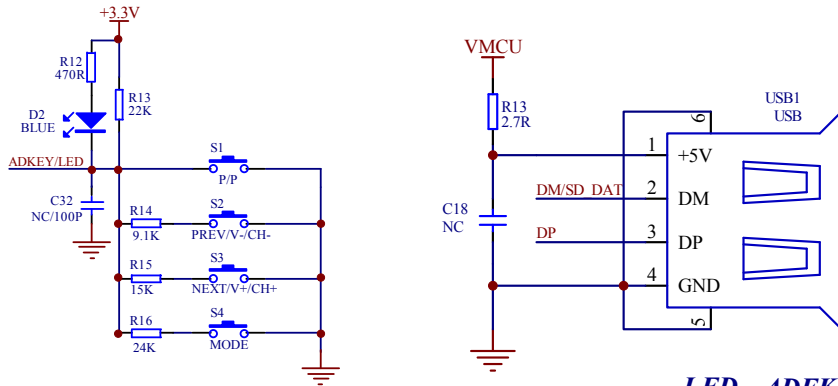 +3.3V
R12
470R
R13
22K
D2
BLUE
ADKEY/LED
C32
NC/100P
S1
P/P
R14
9.1K
S2
PREV/V-/CH-
R15
15K
S3
NEXT/V+/CH+
R16
24K
S4
MODE
VMCU
R13
2.7R
C18
NC
DM/SD_DAT
DP
USB1
USB
6
1
+5V
2
DM
3
DP
4
GND
5